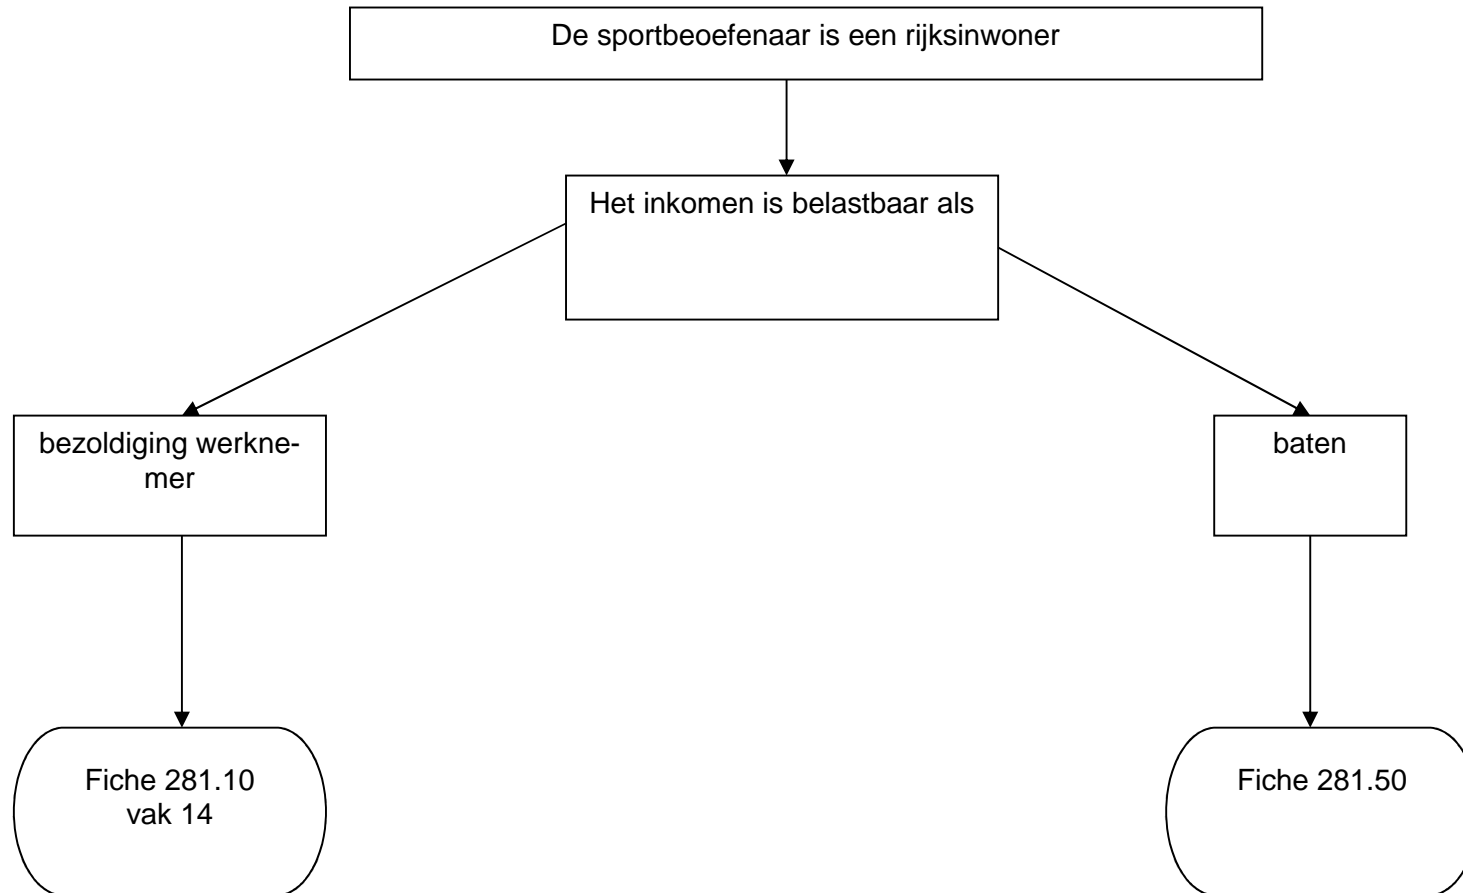 De sportbeoefenaar is een rijksinwoner
Het inkomen is belastbaar als
bezoldiging werkne-
mer
baten
Fiche 281.10
vak 14
Fiche 281.50